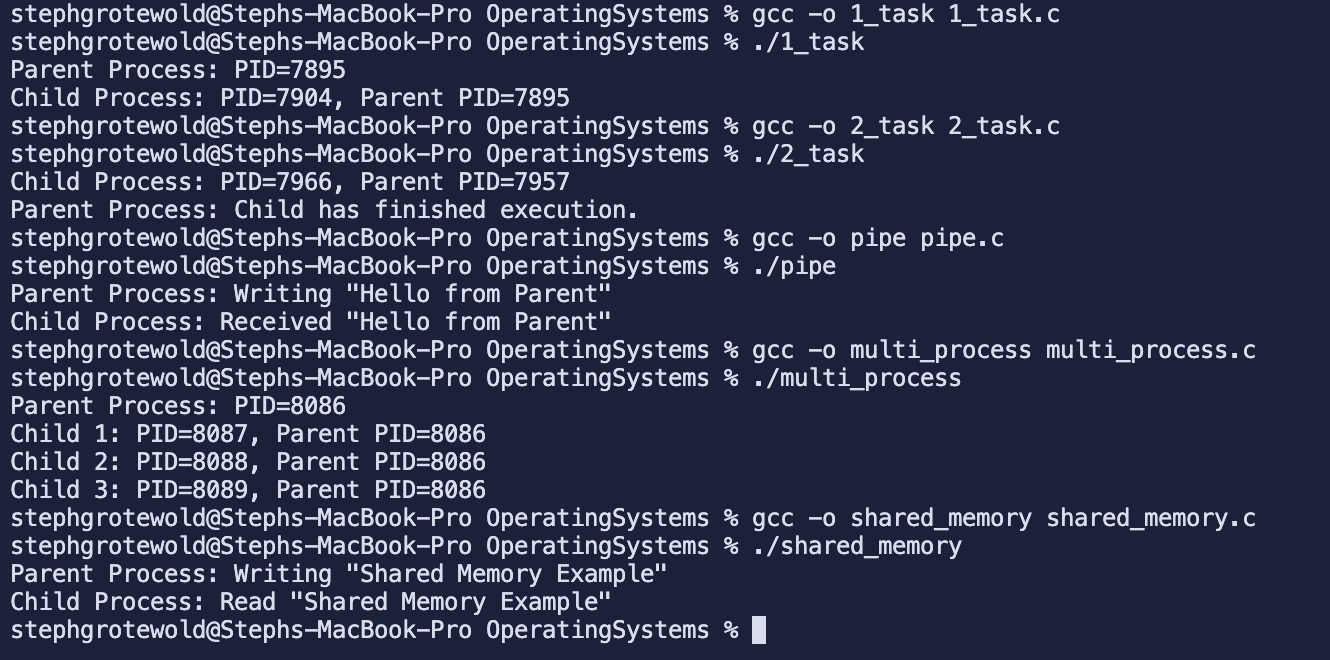 stephgrotewold@Stephs-MacBook-Pro OperatingSystems % gcc -o 1_task 1_task.c
stephgrotewold@Stephs-MacBook-Pro OperatingSystems % ./1_task
Parent Process: PID=7895
Child Process: PID=7904, Parent PID=7895
stephgrotewold@Stephs-MacBook-Pro OperatingSystems % gcc -o 2_task 2_task.c
stephgrotewold@Stephs-MacBook-Pro OperatingSystems % ./2_task
Child Process: PID=7966, Parent PID=7957
Parent Process: Child has finished execution.
stephgrotewold@Stephs-MacBook-Pro OperatingSystems % gcc -o pipe pipe.c
stephgrotewold@Stephs-MacBook-Pro OperatingSystems % ./pipe
Parent Process: Writing "Hello from Parent"
Child Process: Received "Hello from Parent"
stephgrotewold@Stephs-MacBook-Pro OperatingSystems % gcc -o multi_process multi_process.c
stephgrotewold@Stephs-MacBook-Pro OperatingSystems % ./multi_process
Parent Process: PID=8086
Child 1: PID=8087, Parent PID=8086
Child 2: PID=8088, Parent PID=8086
Child 3: PID=8089, Parent PID=8086
stephgrotewold@Stephs-MacBook-Pro OperatingSystems % gcc -o shared_memory shared_memory.c
stephgrotewold@Stephs-MacBook-Pro OperatingSystems % ./shared_memory
Parent Process: Writing "Shared Memory Example"
Child Process: Read "Shared Memory Example"
stephgrotewold@Stephs-MacBook-Pro OperatingSystems %